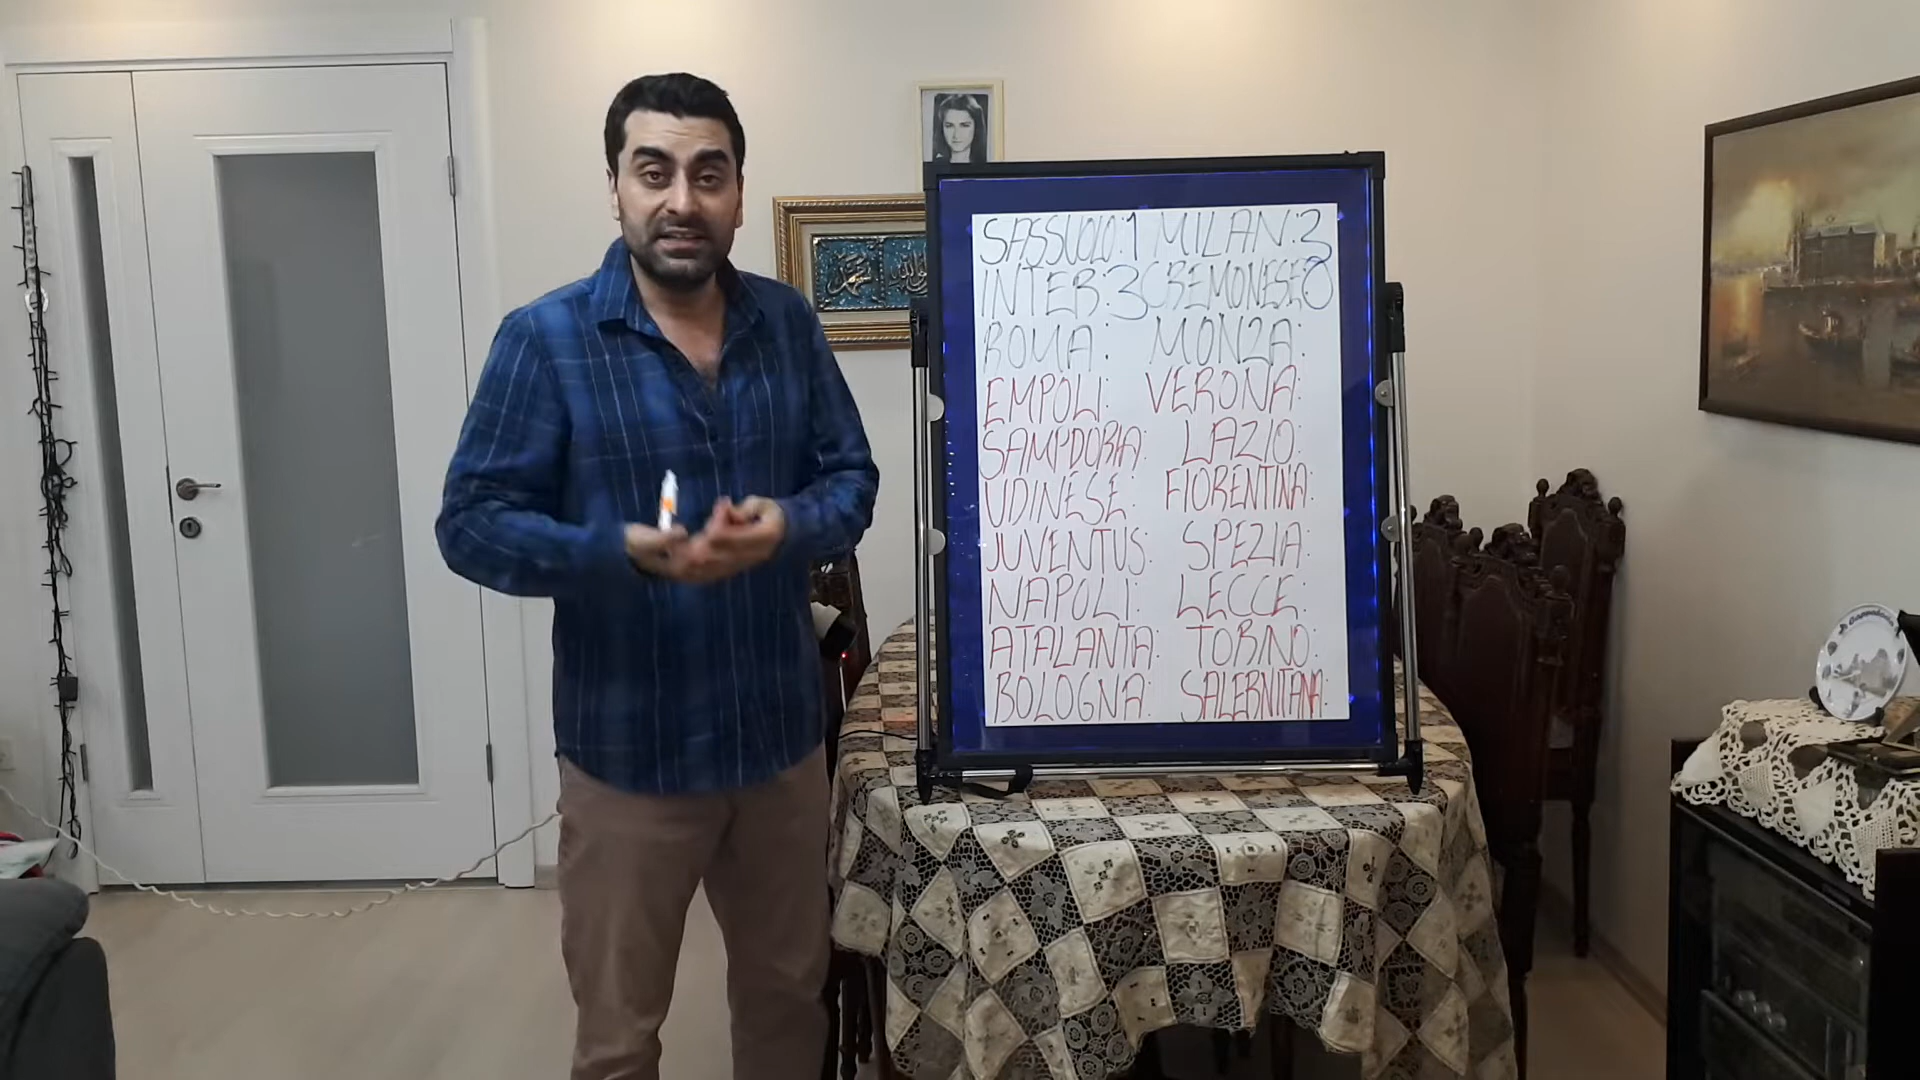 محمد
SASSUOLO:1 MILAN:3
INTER:3 CREMONESE:0
ROMA: MONZA:
EMPOLI: VERONA:
SAMPDORIA: LAZIO:
UDINESE: FIORENTINA:
JUVENTUS: SPEZIA:
NAPOLI: LECCE:
ATALANTA: TORINO:
BOLOGNA: SALERNITANA: